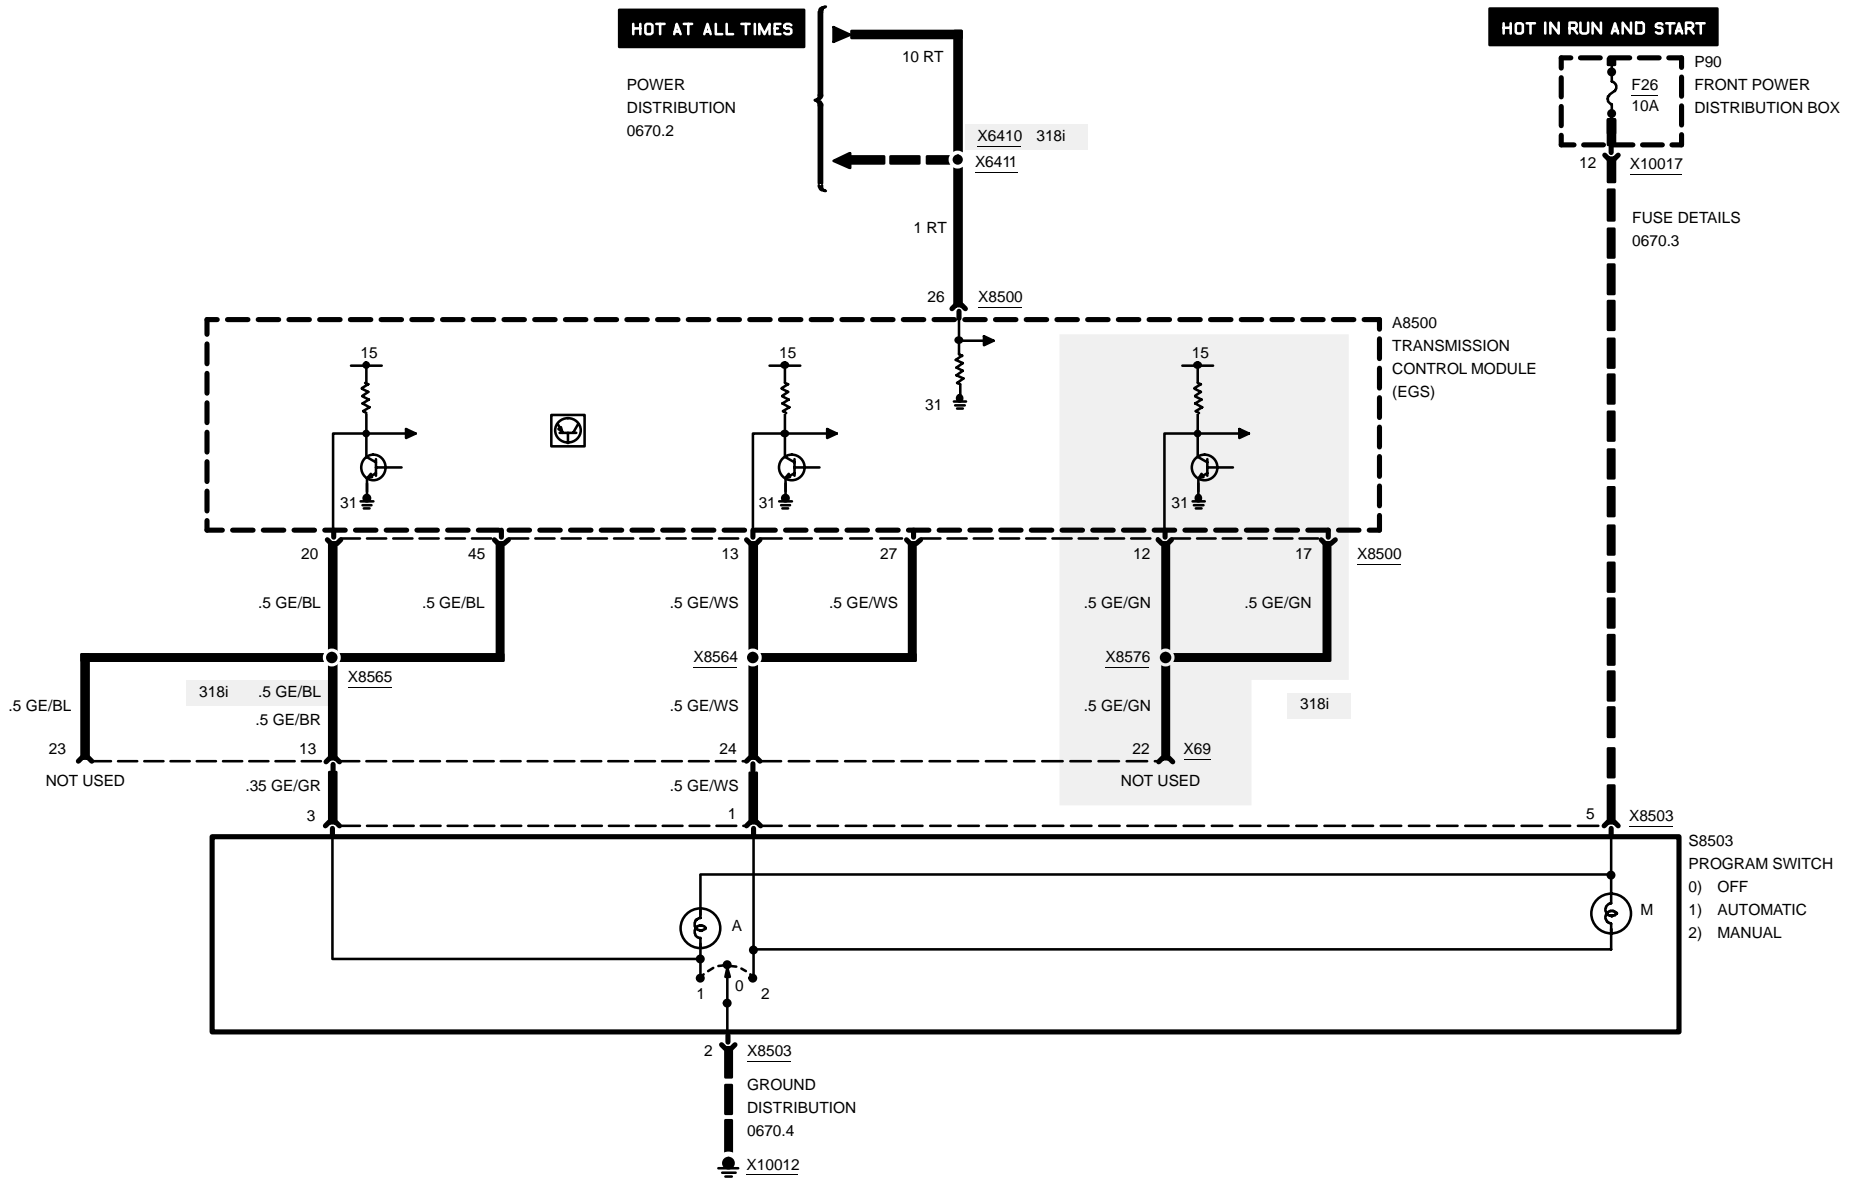 HOT AT ALL TIMES
HOT IN RUN AND START
10 RT
POWER
DISTRIBUTION
0670.2
P90
FRONT POWER
DISTRIBUTION BOX
F26
10A
X6410 318i
X6411
12 X10017
1 RT
FUSE DETAILS
0670.3
26 X8500
A8500
TRANSMISSION
CONTROL MODULE
(EGS)
15 15 15
31
31 31 31
20 45 13 27 12 17 X8500
.5 GE/BL .5 GE/BL .5 GE/WS .5 GE/WS .5 GE/GN .5 GE/GN
X8565 X8564 X8576
318i .5 GE/BL
.5 GE/BL .5 GE/BR .5 GE/WS .5 GE/GN 318i
23 13 24 22 X69
NOT USED NOT USED
.35 GE/GR .5 GE/WS
3 1 5 X8503
S8503
PROGRAM SWITCH
0) OFF
1) AUTOMATIC
2) MANUAL
A M
1 0 2
2 X8503
GROUND
DISTRIBUTION
0670.4
X10012